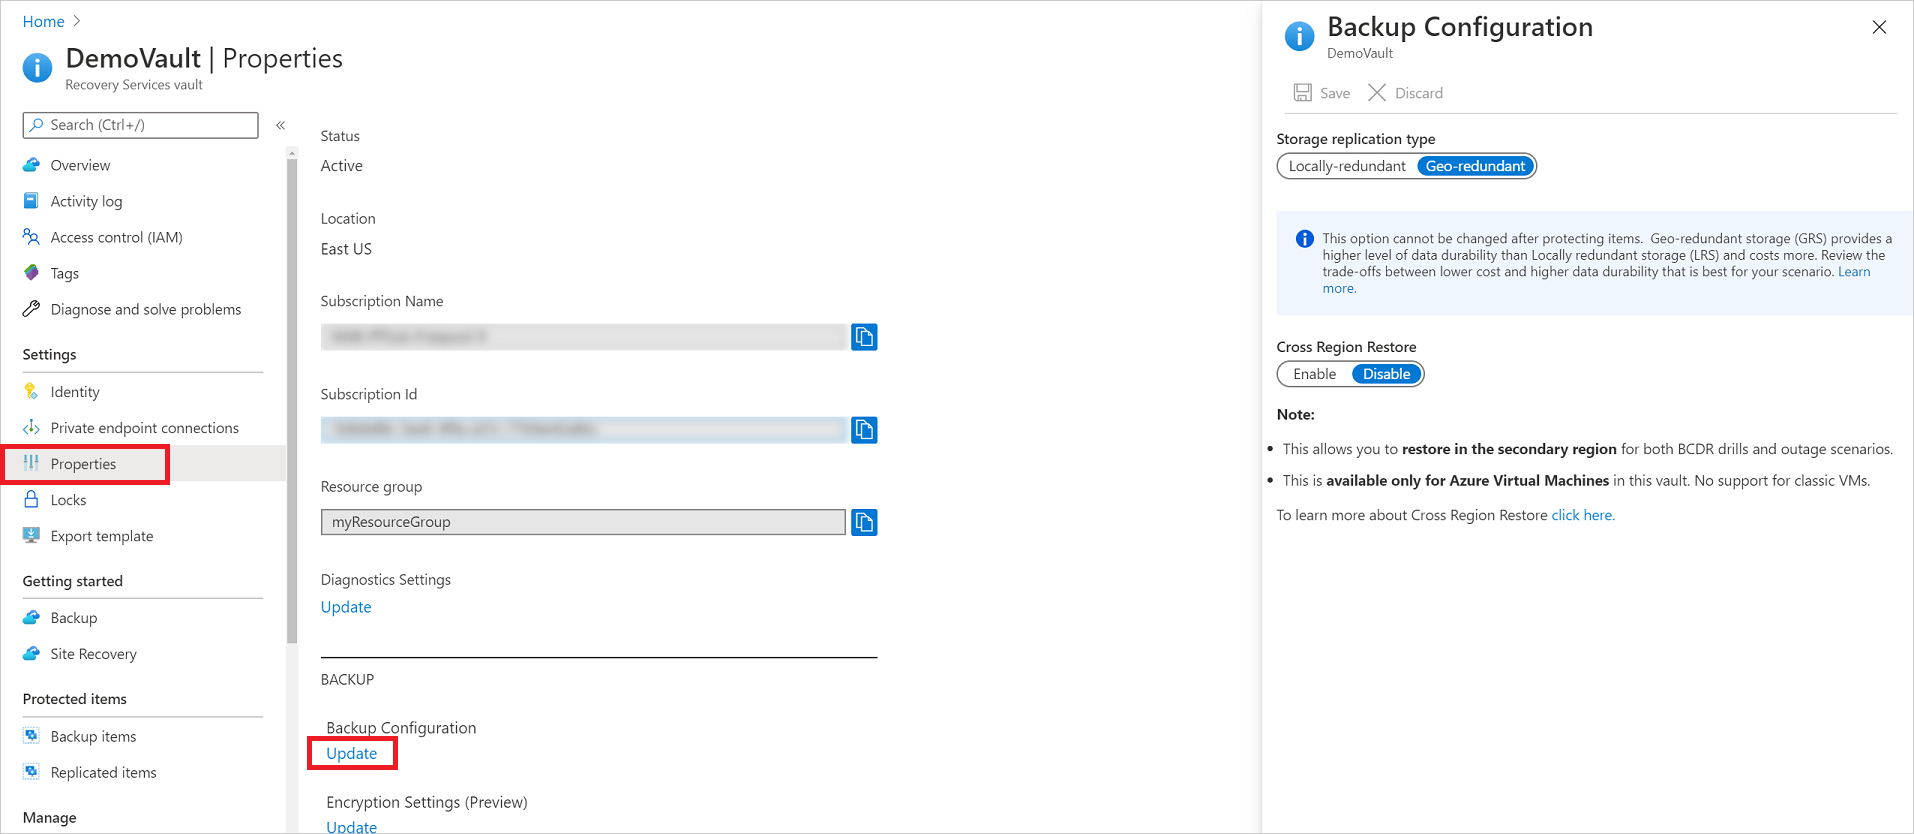 Home
DemoVault | Properties
Recovery Services vault
Search (Ctrl+/)
Overview
Activity log
Access control (IAM)
Tags
Diagnose and solve problems
Settings
Identity
Private endpoint connections
Properties
Locks
Export template
Getting started
Backup
Site Recovery
Protected items
Backup items
Replicated items
Manage
Status
Active
Location
East US
Subscription Name
Subscription Id
Resource group
myResourceGroup
Diagnostics Settings
Update
BACKUP
Backup Configuration
Update
Encryption Settings (Preview)
Update
Backup Configuration
DemoVault
Save Discard
Storage replication type
Locally-redundant Geo-redundant
This option cannot be changed after protecting items. Geo-redundant storage (GRS) provides a
higher level of data durability than Locally redundant storage (LRS) and costs more. Review the
trade-offs between lower cost and higher data durability that is best for your scenario. Learn
more.
Cross Region Restore
Enable Disable
Note:
• This allows you to restore in the secondary region for both BCDR drills and outage scenarios.
• This is available only for Azure Virtual Machines in this vault. No support for classic VMs.
To learn more about Cross Region Restore click here.